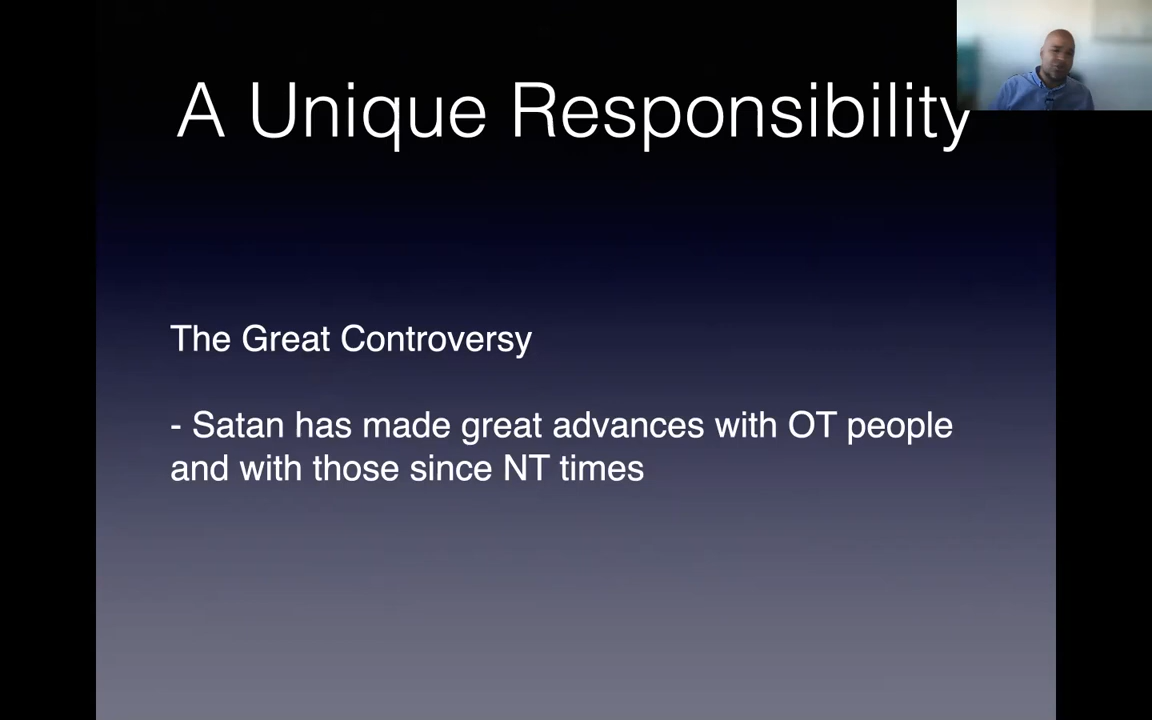 A Unique Responsibility
The Great Controversy
- Satan has made great advances with OT people
and with those since NT times